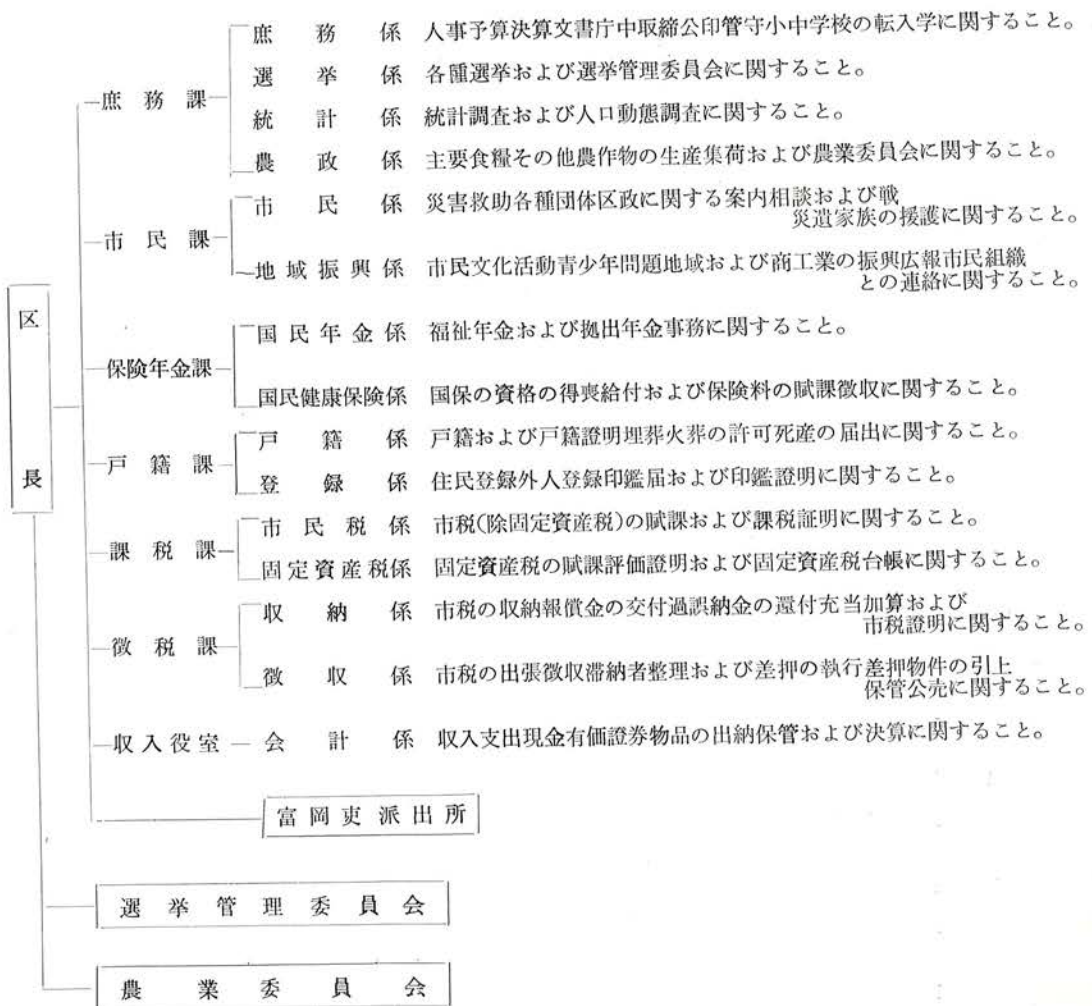 区長
庶務課
庶務係 人事予算決算文書庁中取締公印管守小中学校の転入学に関すること。
選挙係 各種選挙および選挙管理委員会に関すること。
統計係 統計調査および人口動態調査に関すること。
農政係 主要食糧その他農作物の生産集荷および農業委員会に関すること。
市民課
市民係 災害救助各種団体区政に関する案内相談および戦
災遺家族の援護に関すること。
地域振興係 市民文化活動青少年問題地域および商工業の振興広報市民組織
との連絡に関すること。
保険年金課
国民年金係 福祉年金および拠出年金事務に関すること。
国民健康保険係 国保の資格の得喪給付および保険料の賦課徴収に関すること。
戸籍課
戸籍係 戸籍および戸籍證明埋葬火葬の許可死産の届出に関すること。
登録係 住民登録外人登録印鑑届および印鑑證明に関すること。
課税課
市民税係 市税(除固定資産税)の賦課および課税証明に関すること。
固定資産税係 固定資産税の賦課評価證明および固定資産税台帳に関すること。
徴税課
収納係 市税の収納報償金の交付過誤納金の還付充当加算および
市税證明に関すること。
徴収係 市税の出張徴収滞納者整理および差押の執行差押物件の引上
保管公売に関すること。
収入役室 会計係 収入支出現金有価證券物品の出納保管および決算に関すること。
富岡吏派出所
選挙管理委員会
農業委員会